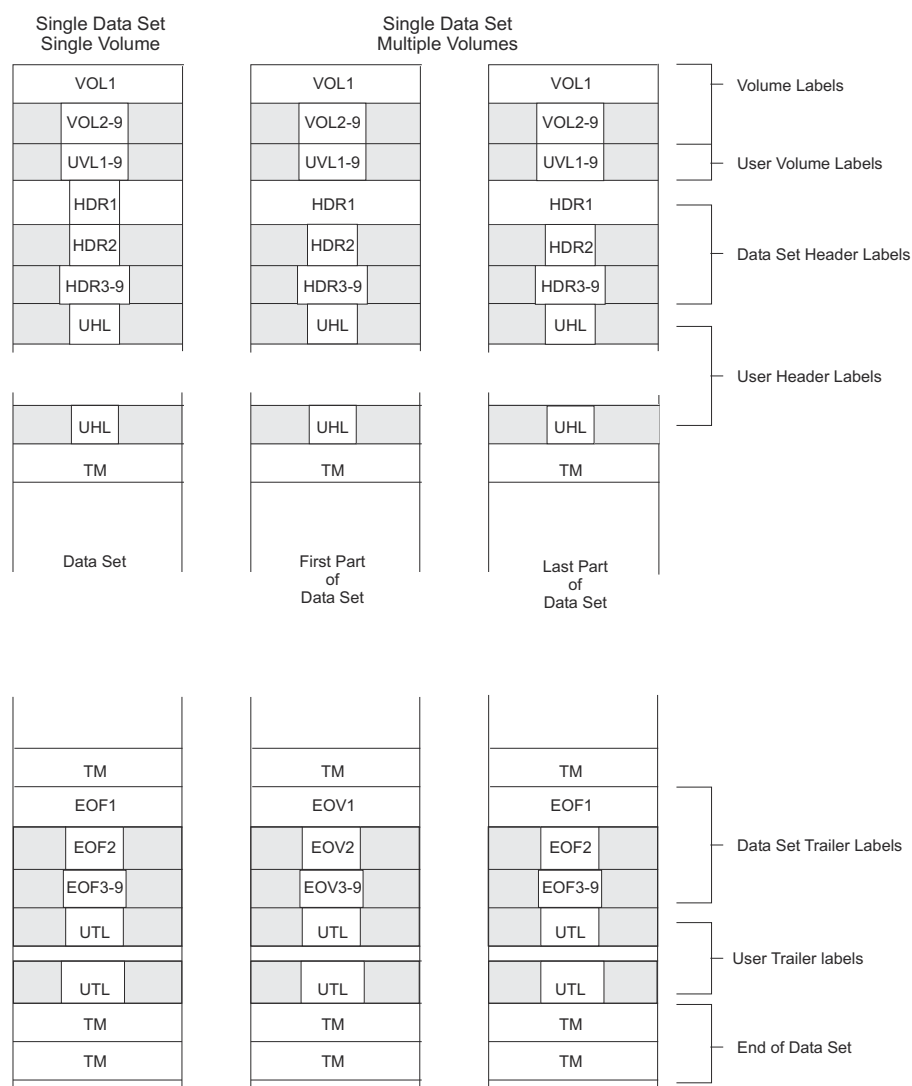 Single Data Set
Single Volume
Single Data Set
Multiple Volumes
VOL1
VOL1
VOL1
Volume Labels
VOL2-9
VOL2-9
VOL2-9
UVL1-9
UVL1-9
UVL1-9
User Volume Labels
HDR1
HDR1
HDR1
HDR2
HDR2
HDR2
Data Set Header Labels
HDR3-9
HDR3-9
HDR3-9
UHL
UHL
UHL
User Header Labels
UHL
UHL
UHL
TM
TM
TM
Data Set
First Part
of
Data Set
Last Part
of
Data Set
TM
TM
TM
EOF1
EOV1
EOF1
EOF2
EOV2
EOF2
Data Set Trailer Labels
EOF3-9
EOV3-9
EOF3-9
UTL
UTL
UTL
User Trailer labels
UTL
UTL
UTL
TM
TM
TM
End of Data Set
TM
TM
TM